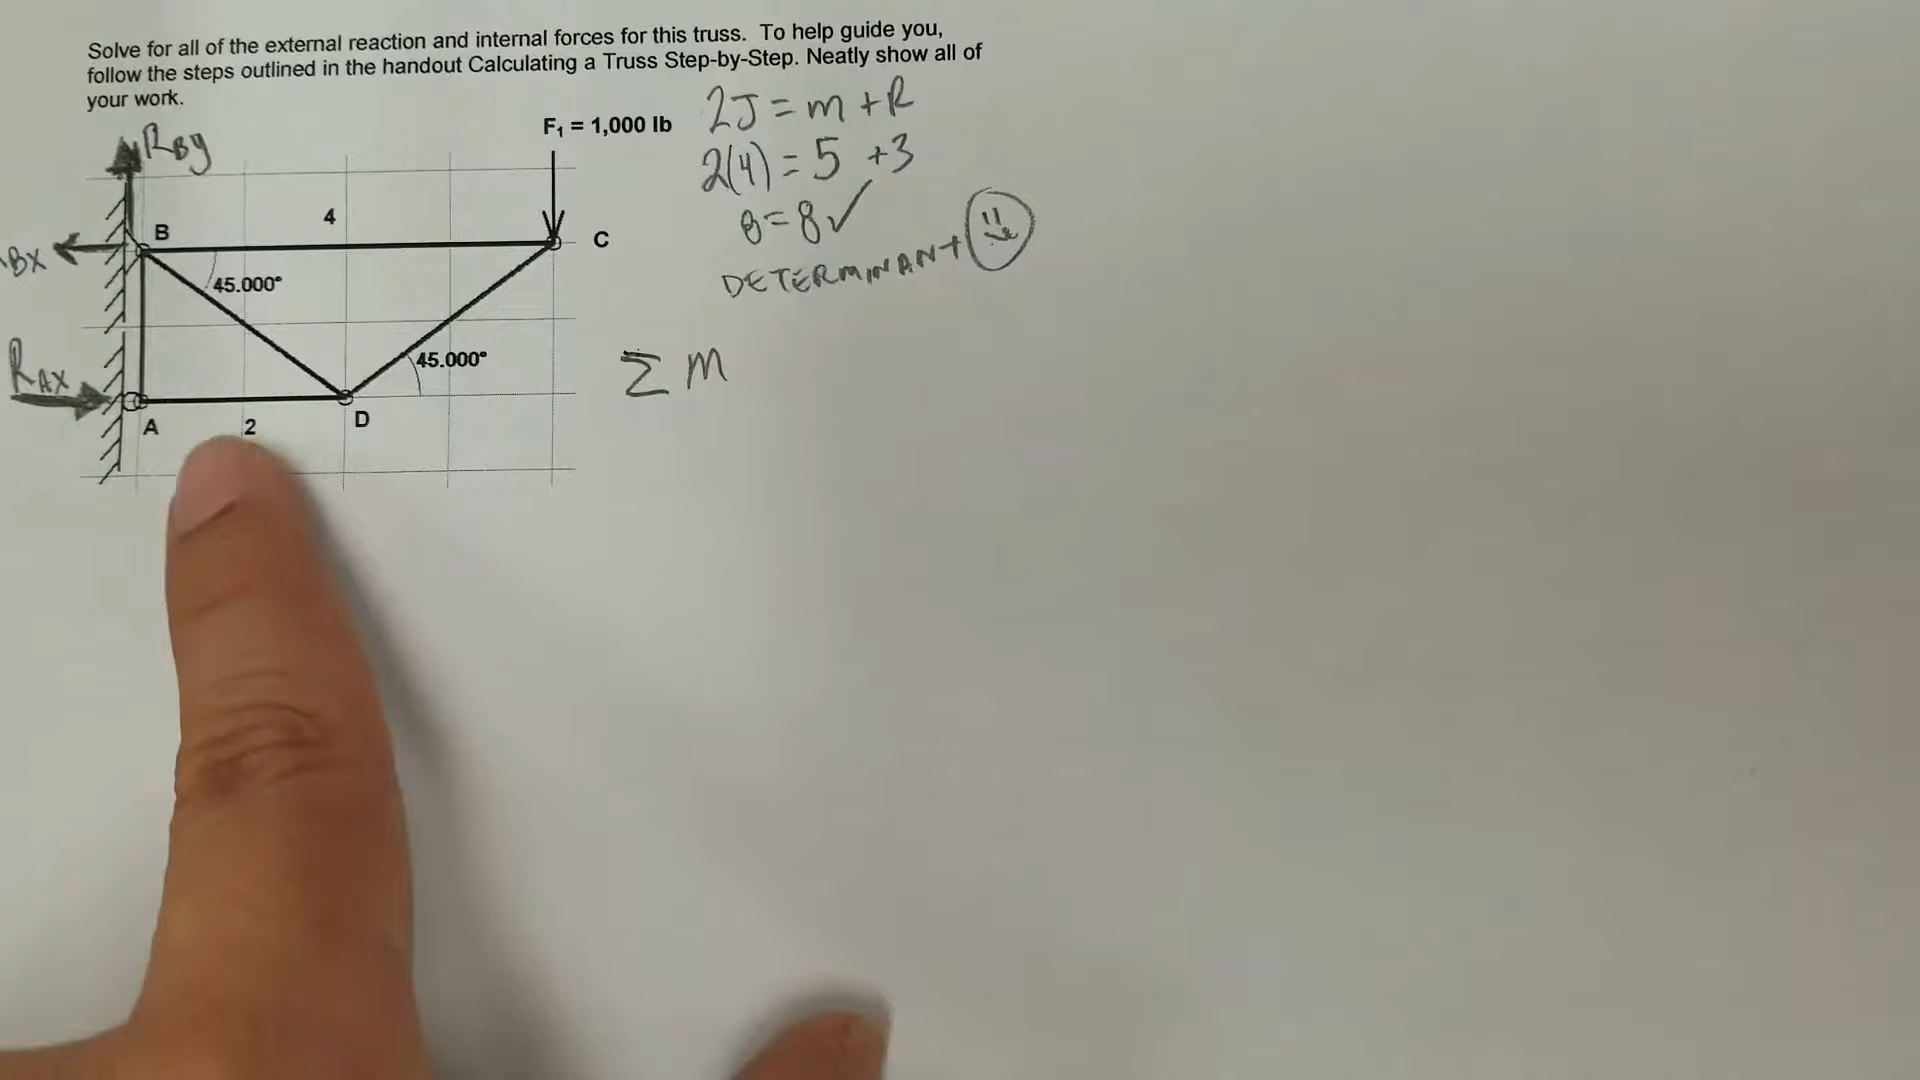 Solve for all of the external reaction and internal forces for this truss. To help guide you,
follow the steps outlined in the handout Calculating a Truss Step-by-Step. Neatly show all of
your work.
2J = m + R
F₁ = 1,000 lb
RBy
2(4) = 5 + 3
4
B
8 = 8 ✓
C
BX
DETERMINANT
45.000°
45.000°
RAX
Σ M
A
2
D